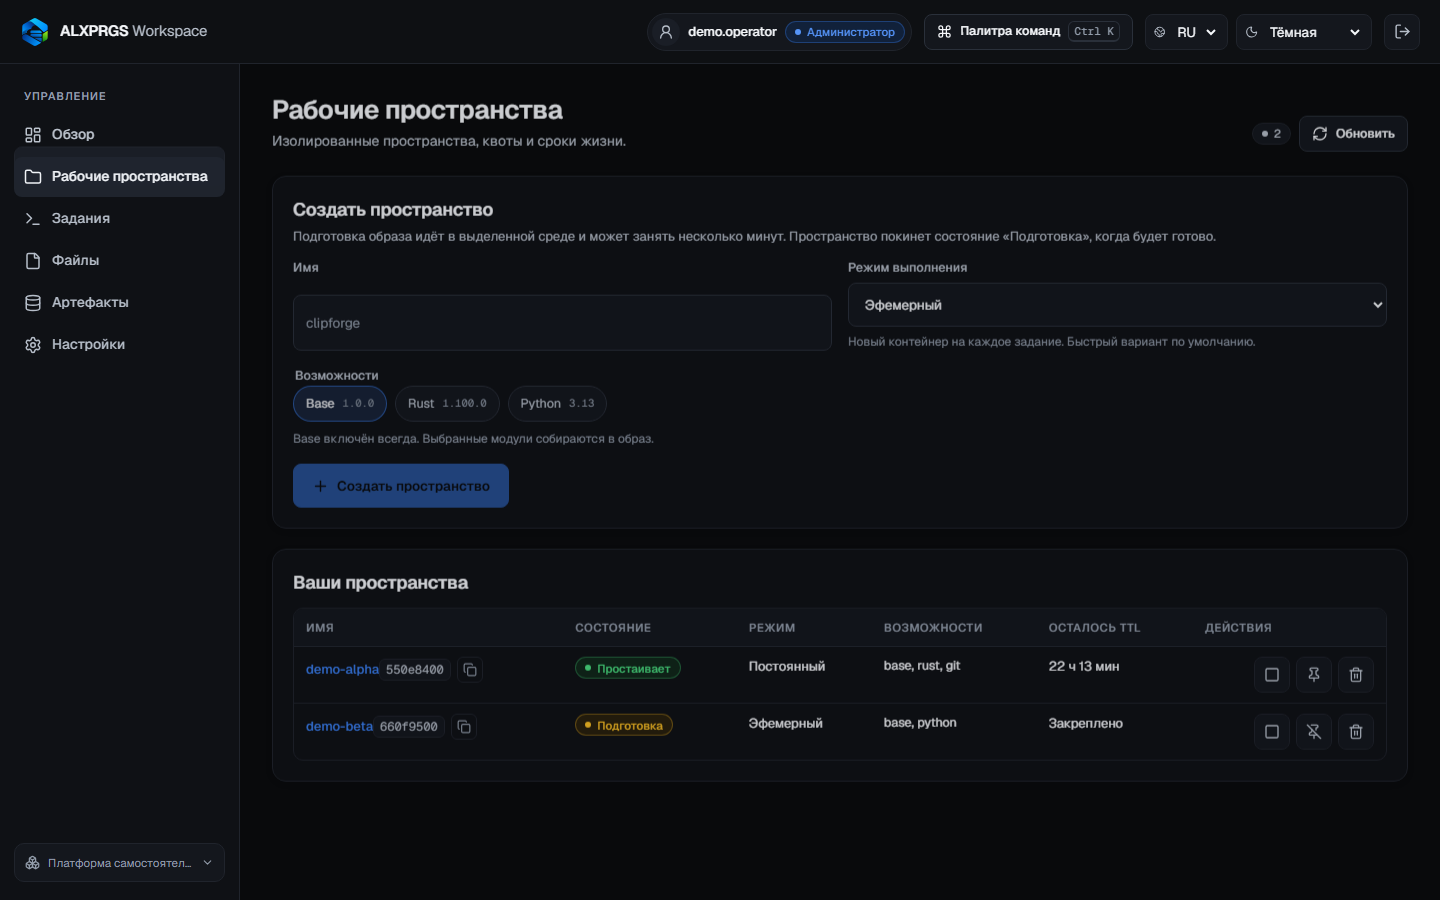 ALXPRGS Workspace
demo.operator
Администратор
Палитра команд
Ctrl K
RU
Тёмная
УПРАВЛЕНИЕ
Обзор
Рабочие пространства
Задания
Файлы
Артефакты
Настройки
Платформа самостоятел...
Рабочие пространства
Изолированные пространства, квоты и сроки жизни.
2
Обновить
Создать пространство
Подготовка образа идёт в выделенной среде и может занять несколько минут. Пространство покинет состояние «Подготовка», когда будет готово.
Имя
clipforge
Режим выполнения
Эфемерный
Новый контейнер на каждое задание. Быстрый вариант по умолчанию.
Возможности
Base 1.0.0
Rust 1.100.0
Python 3.13
Base включён всегда. Выбранные модули собираются в образ.
Создать пространство
Ваши пространства
ИМЯ СОСТОЯНИЕ РЕЖИМ ВОЗМОЖНОСТИ ОСТАЛОСЬ TTL ДЕЙСТВИЯ
demo-alpha 550e8400 Простаивает Постоянный base, rust, git 22 ч 13 мин
demo-beta 660f9500 Подготовка Эфемерный base, python Закреплено